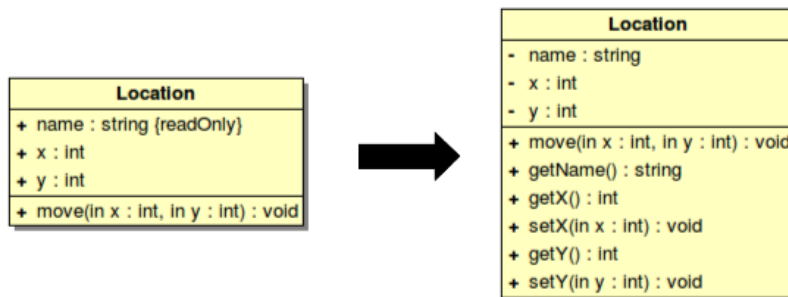 Location
+ name : string {readOnly}
+ x : int
+ y : int
+ move(in x : int, in y : int) : void
Location
- name : string
- x : int
- y : int
+ move(in x : int, in y : int) : void
+ getName() : string
+ getX() : int
+ setX(in x : int) : void
+ getY() : int
+ setY(in y : int) : void